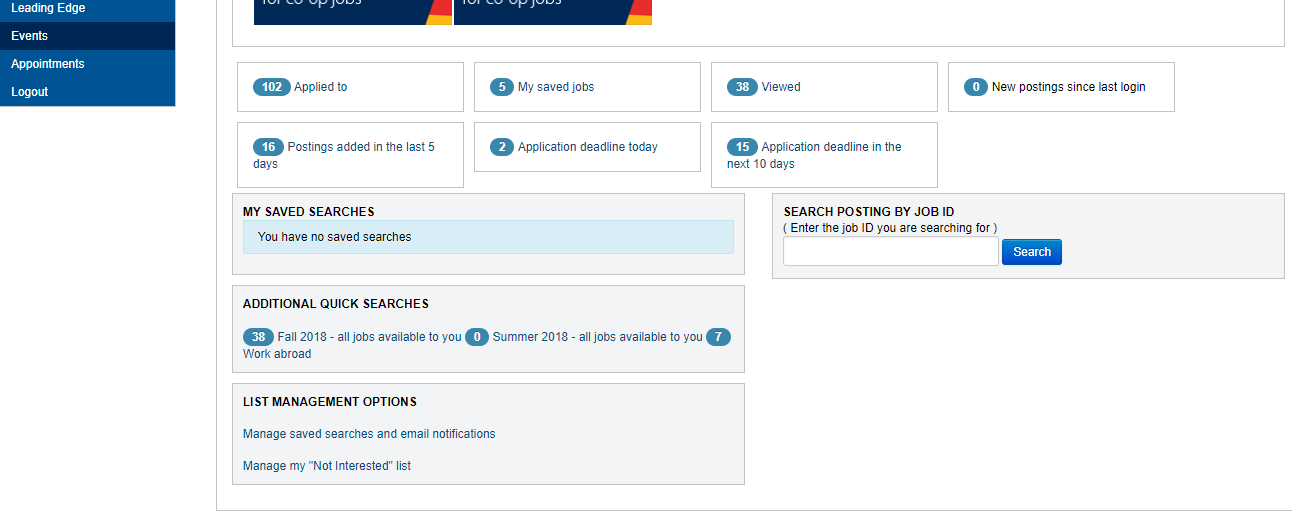 Leading Edge
Events
Appointments
Logout
for co-op jobs
for co-op jobs
102 Applied to
5 My saved jobs
38 Viewed
0 New postings since last login
16 Postings added in the last 5
days
2 Application deadline today
15 Application deadline in the
next 10 days
MY SAVED SEARCHES
You have no saved searches
SEARCH POSTING BY JOB ID
( Enter the job ID you are searching for )
Search
ADDITIONAL QUICK SEARCHES
38 Fall 2018 - all jobs available to you 0 Summer 2018 - all jobs available to you 7
Work abroad
LIST MANAGEMENT OPTIONS
Manage saved searches and email notifications
Manage my "Not Interested" list